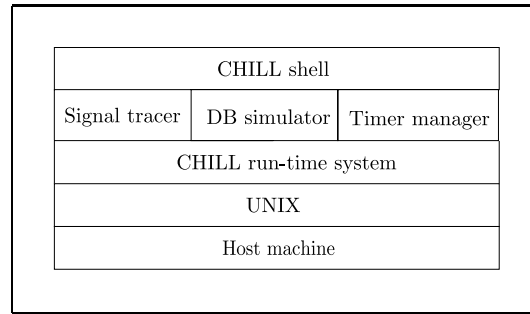 CHILL shell
Signal tracer DB simulator Timer manager
CHILL run-time system
UNIX
Host machine